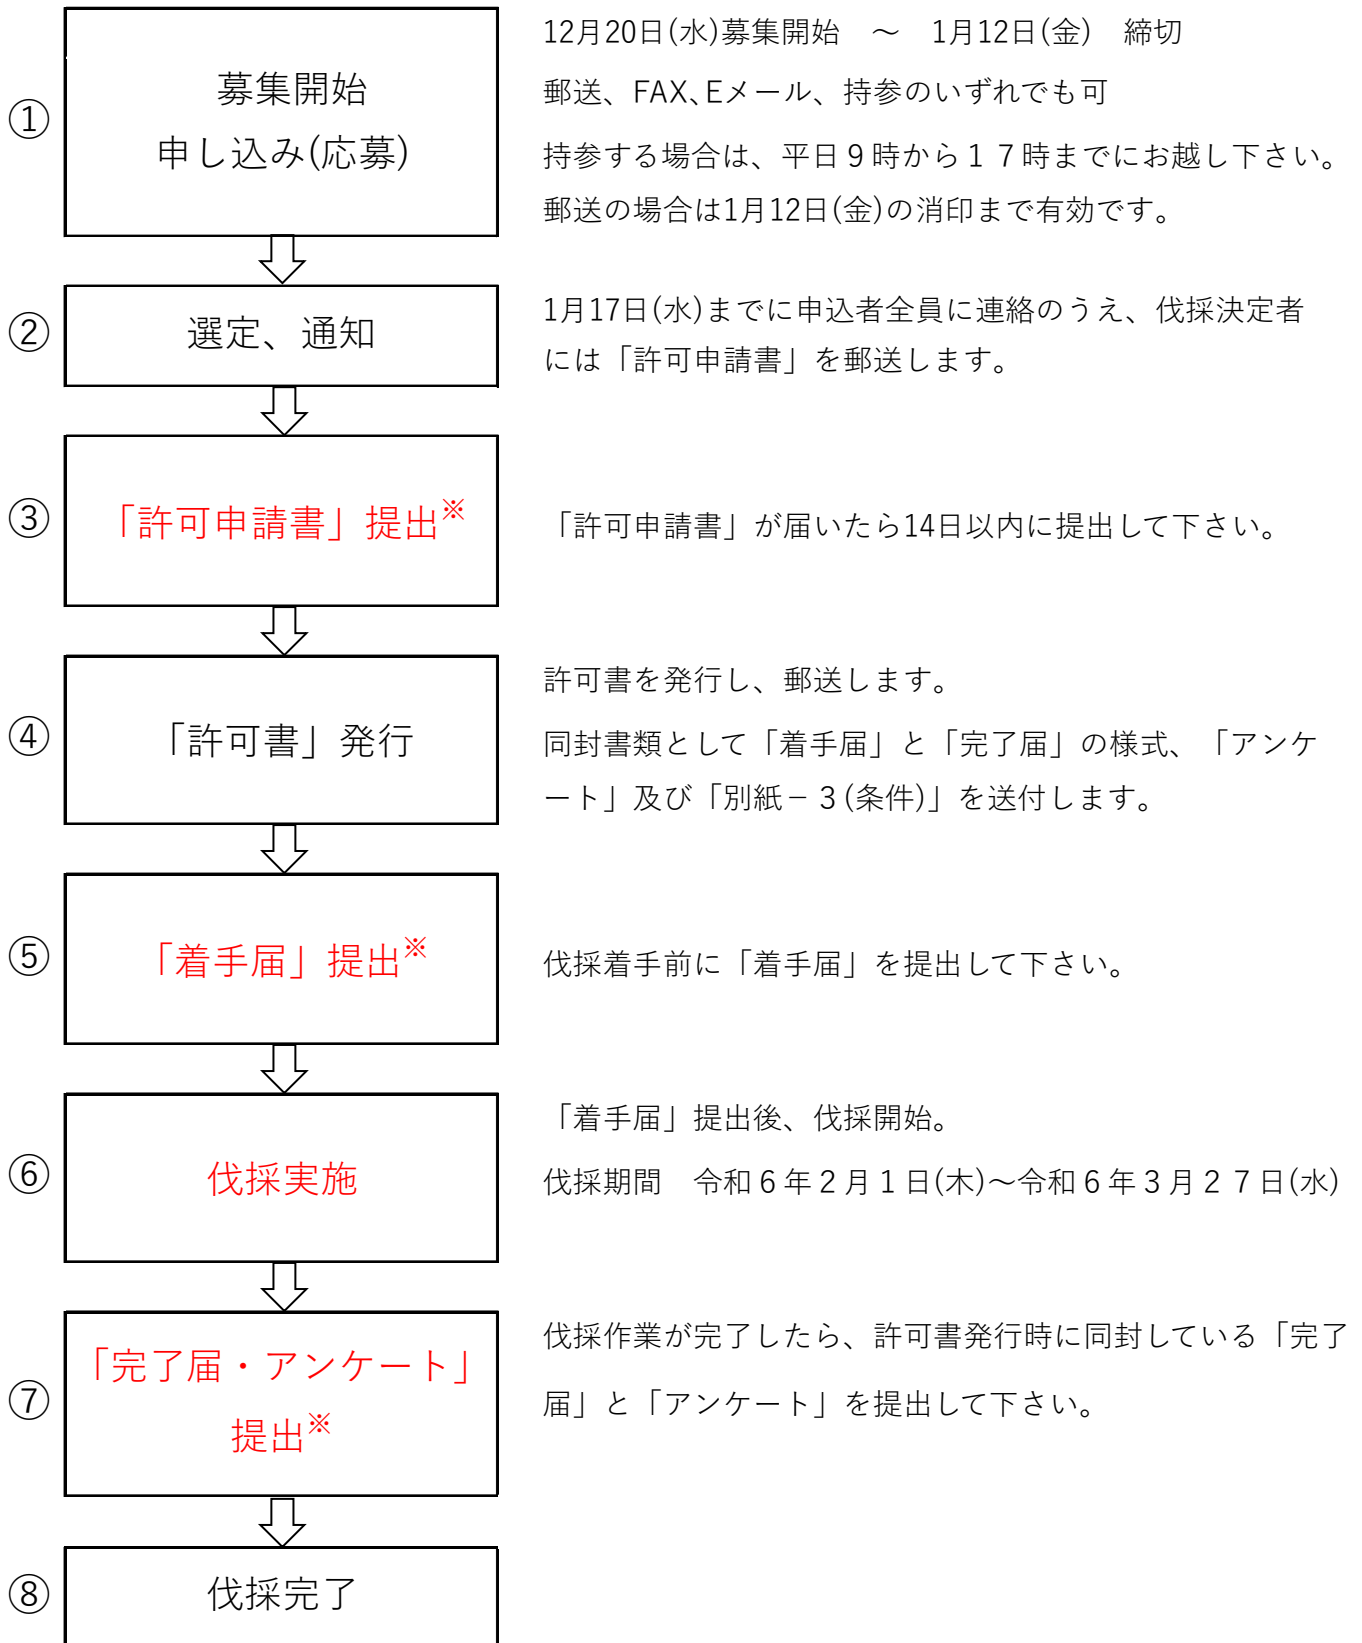 ①
募集開始
申し込み(応募)
12月20日(水)募集開始　～　1月12日(金)　締切
郵送、FAX、Eメール、持参のいずれでも可
持参する場合は、平日９時から１７時までにお越し下さい。
郵送の場合は1月12日(金)の消印まで有効です。
②
選定、通知
1月17日(水)までに申込者全員に連絡のうえ、伐採決定者
には「許可申請書」を郵送します。
③
「許可申請書」提出※
「許可申請書」が届いたら14日以内に提出して下さい。
④
「許可書」発行
許可書を発行し、郵送します。
同封書類として「着手届」と「完了届」の様式、「アンケ
ート」及び「別紙－３(条件)」を送付します。
⑤
「着手届」提出※
伐採着手前に「着手届」を提出して下さい。
⑥
伐採実施
「着手届」提出後、伐採開始。
伐採期間　令和６年２月１日(木)～令和６年３月２７日(水)
⑦
「完了届・アンケート」
提出※
伐採作業が完了したら、許可書発行時に同封している「完了
届」と「アンケート」を提出して下さい。
⑧
伐採完了